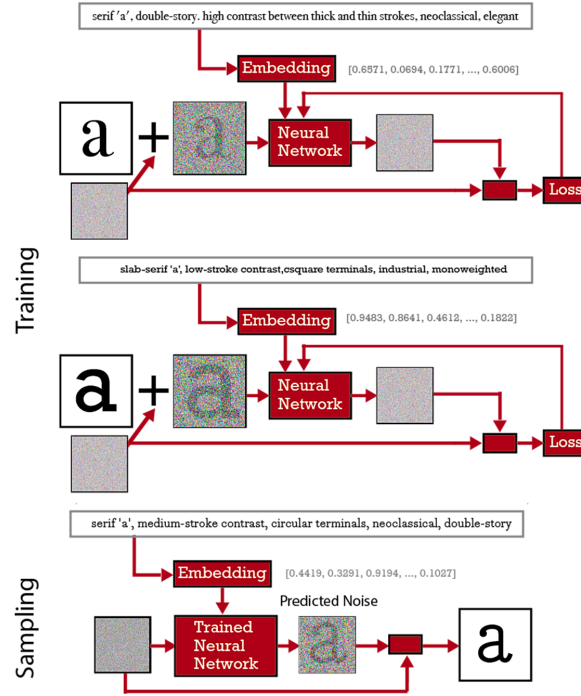 serif 'a', double-story. high contrast between thick and thin strokes, neoclassical, elegant
Embedding
[0.6571, 0.0694, 0.1771, ..., 0.6006]
a
+
a
Neural
Network
Loss
Training
slab-serif 'a', low-stroke contrast,csquare terminals, industrial, monoweighted
Embedding
[0.9483, 0.8641, 0.4612, ..., 0.1822]
a
+
a
Neural
Network
Loss
serif 'a', medium-stroke contrast, circular terminals, neoclassical, double-story
Embedding
[0.4419, 0.3291, 0.9194, ..., 0.1027]
Predicted Noise
Sampling
Trained
Neural
Network
a
a